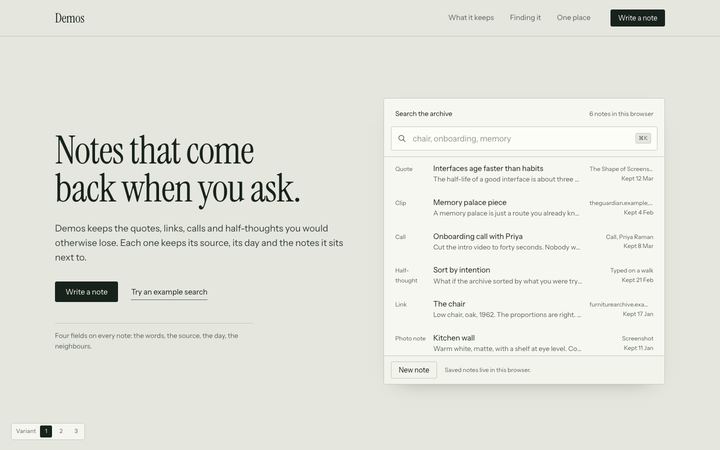 Demos
What it keeps
Finding it
One place
Write a note
Notes that come
back when you ask.
Demos keeps the quotes, links, calls and half-thoughts you would
otherwise lose. Each one keeps its source, its day and the notes it sits
next to.
Write a note
Try an example search
Four fields on every note: the words, the source, the day, the
neighbours.
Search the archive
6 notes in this browser
chair, onboarding, memory
⌘K
Quote
Interfaces age faster than habits
The half-life of a good interface is about three ...
The Shape of Screens...
Kept 12 Mar
Clip
Memory palace piece
A memory palace is just a route you already kn...
theguardian.example...
Kept 4 Feb
Call
Onboarding call with Priya
Cut the intro video to forty seconds. Nobody w...
Call, Priya Raman
Kept 8 Mar
Half-
thought
Sort by intention
What if the archive sorted by what you were try...
Typed on a walk
Kept 21 Feb
Link
The chair
Low chair, oak, 1962. The proportions are right. ...
furniturearchive.exa...
Kept 17 Jan
Photo note
Kitchen wall
Warm white, matte, with a shelf at eye level. Co...
Screenshot
Kept 11 Jan
New note
Saved notes live in this browser.
Variant
1
2
3